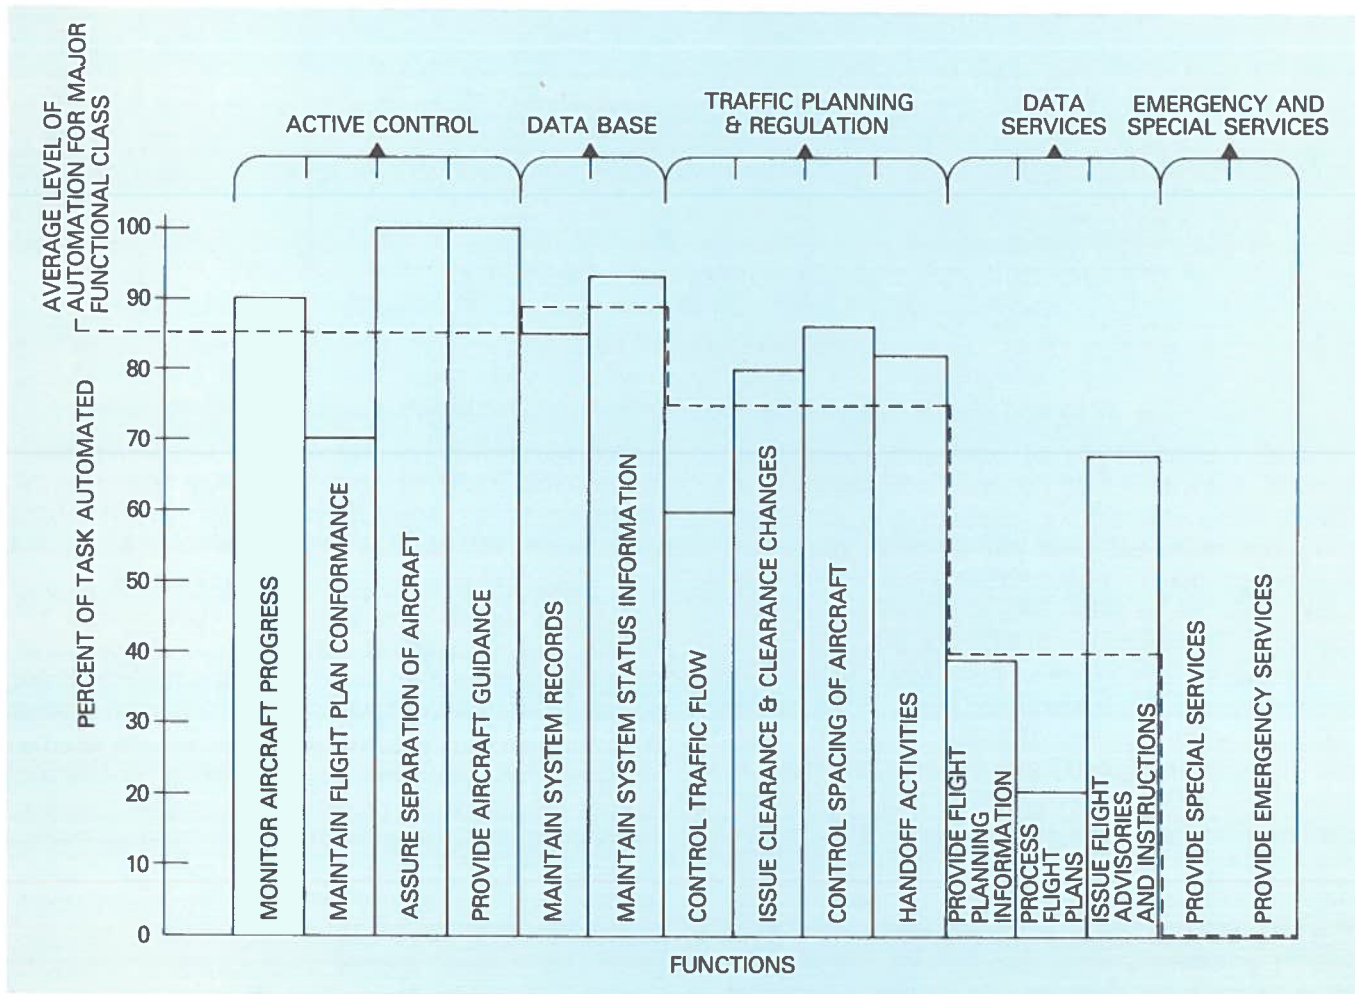 AVERAGE LEVEL OF
AUTOMATION FOR MAJOR
FUNCTIONAL CLASS
PERCENT OF TASK AUTOMATED
ACTIVE CONTROL
DATA BASE
TRAFFIC PLANNING
& REGULATION
DATA
SERVICES
EMERGENCY AND
SPECIAL SERVICES
100
90
80
70
60
50
40
30
20
10
0
MONITOR AIRCRAFT PROGRESS
MAINTAIN FLIGHT PLAN CONFORMANCE
ASSURE SEPARATION OF AIRCRAFT
PROVIDE AIRCRAFT GUIDANCE
MAINTAIN SYSTEM RECORDS
MAINTAIN SYSTEM STATUS INFORMATION
CONTROL TRAFFIC FLOW
ISSUE CLEARANCE & CLEARANCE CHANGES
CONTROL SPACING OF AIRCRAFT
HANDOFF ACTIVITIES
PROVIDE FLIGHT
PLANNING
INFORMATION
PROCESS
FLIGHT
PLANS
ISSUE FLIGHT
ADVISORIES
AND INSTRUCTIONS
PROVIDE SPECIAL SERVICES
PROVIDE EMERGENCY SERVICES
FUNCTIONS